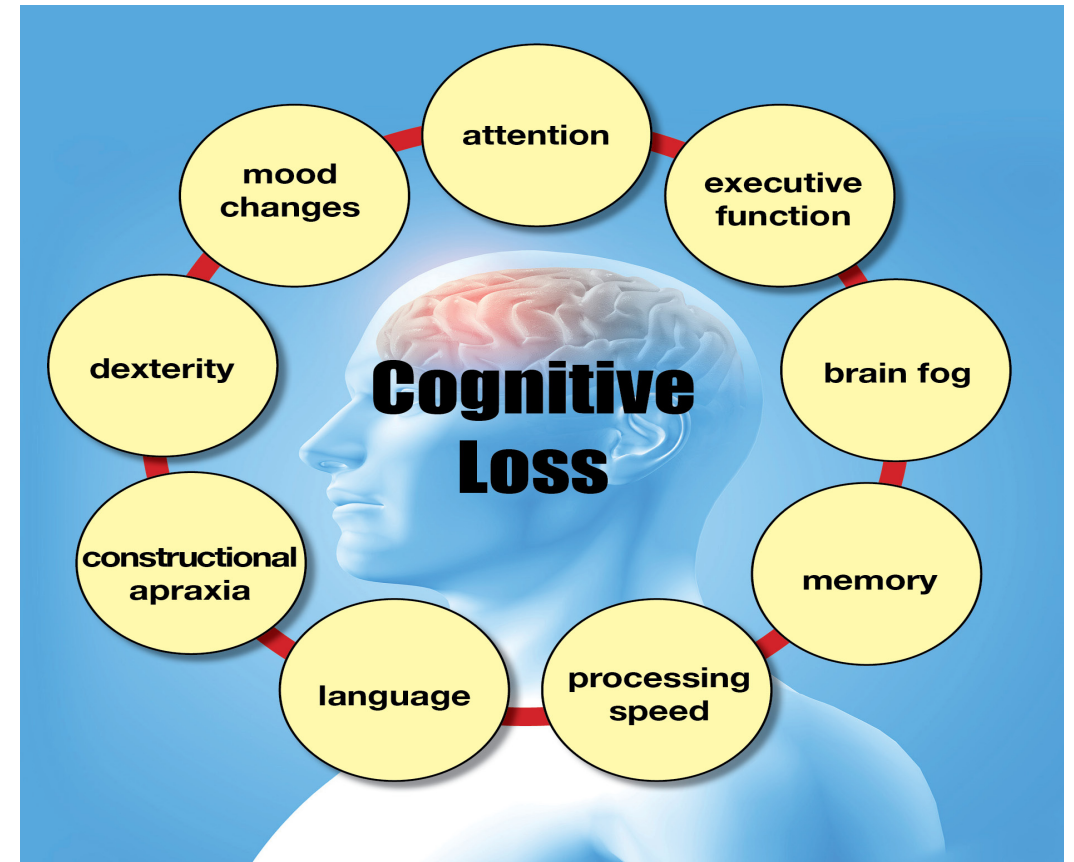 attention
executive
function
brain fog
memory
processing
speed
language
constructional
apraxia
dexterity
mood
changes
Cognitive
Loss